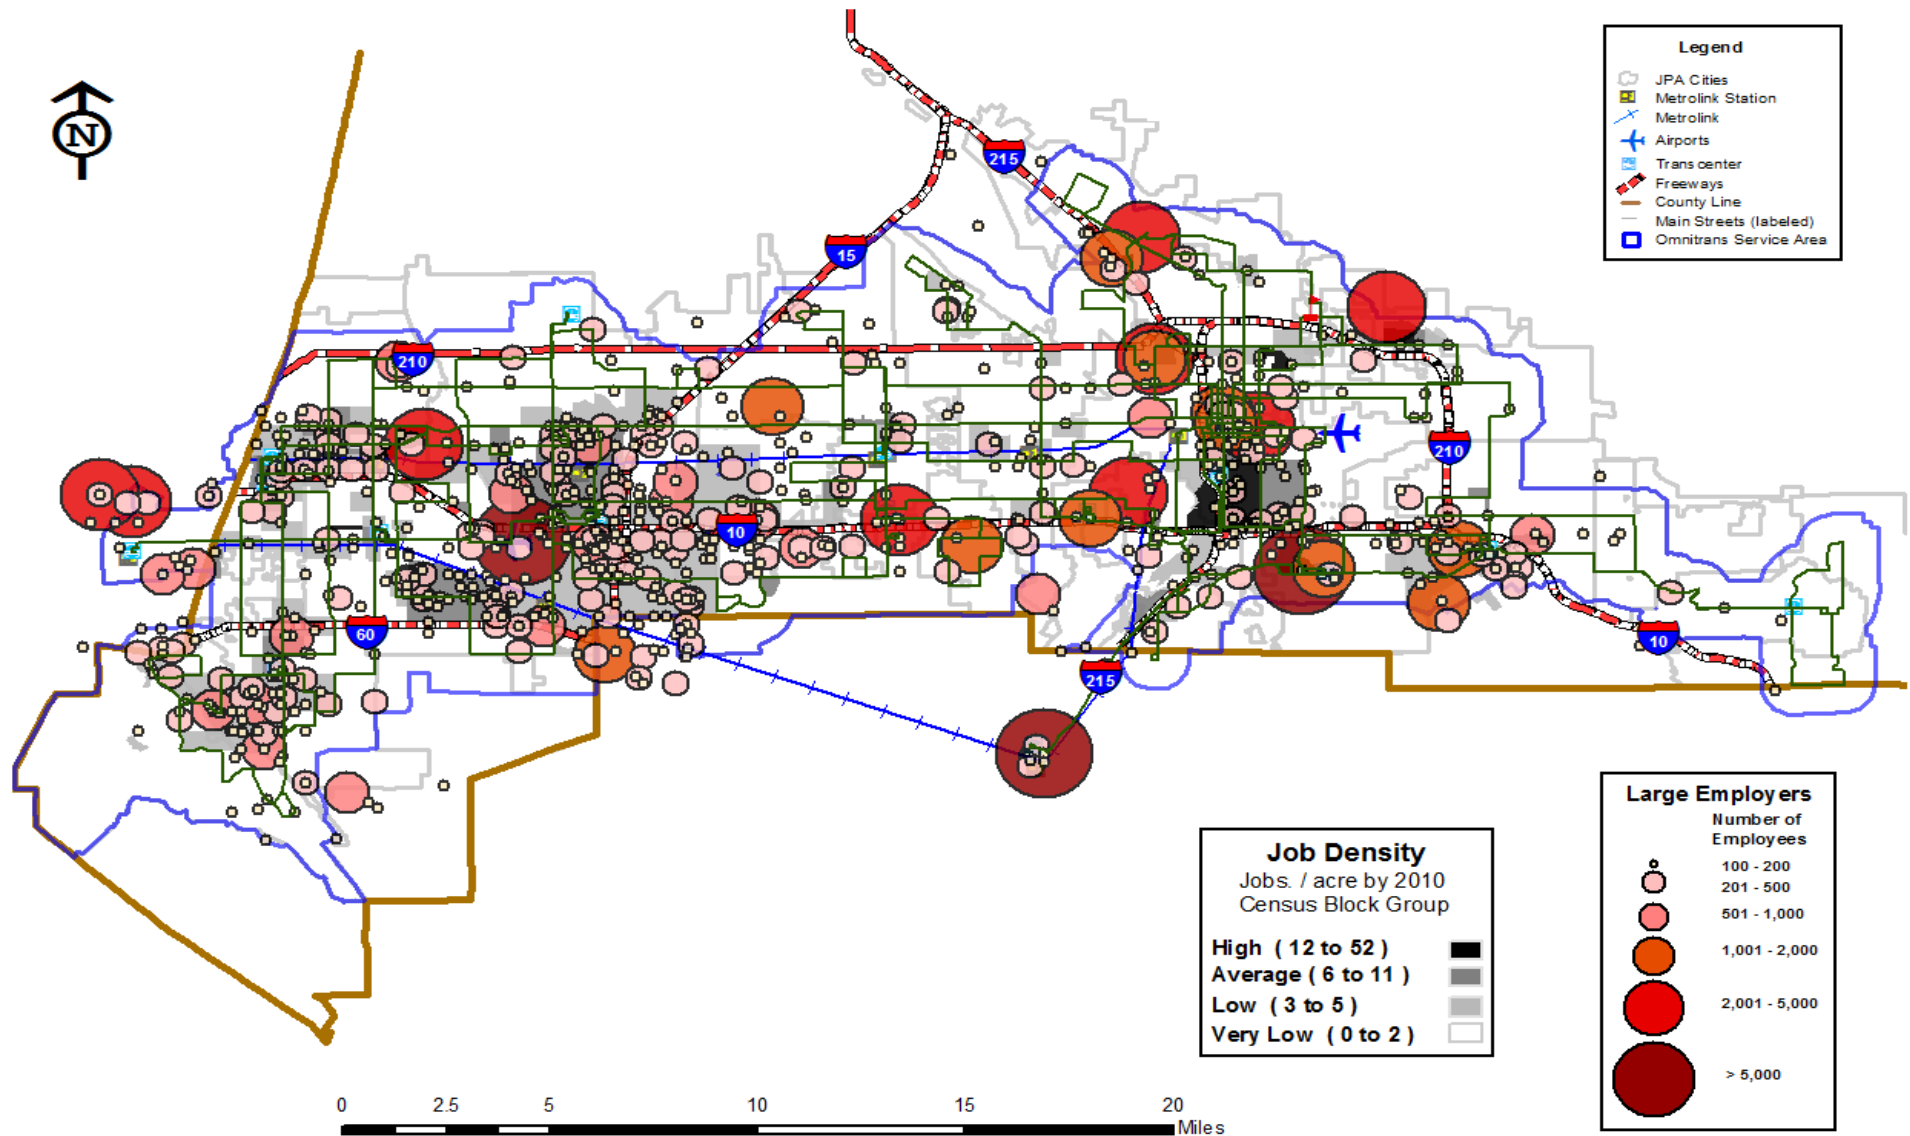 N
Legend
JPA Cities
Metrolink Station
Metrolink
Airports
Transcenter
Freeways
County Line
Main Streets (labeled)
Omnitrans Service Area
215
15
210
210
10
60
10
215
Large Employers
Number of
Employees
100 - 200
201 - 500
501 - 1,000
1,001 - 2,000
2,001 - 5,000
> 5,000
Job Density
Jobs. / acre by 2010
Census Block Group
High ( 12 to 52 )
Average ( 6 to 11 )
Low ( 3 to 5 )
Very Low ( 0 to 2 )
0 2.5 5 10 15 20
Miles